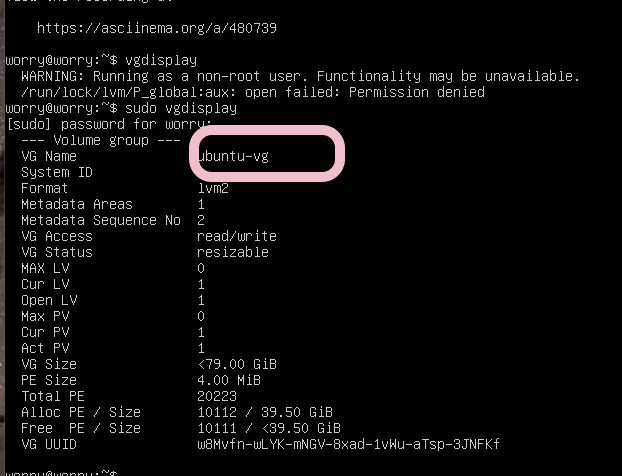 https://asciinema.org/a/480739
worry@worry:~$ vgdisplay
WARNING: Running as a non-root user. Functionality may be unavailable.
/run/lock/lvm/P_global:aux: open failed: Permission denied
worry@worry:~$ sudo vgdisplay
[sudo] password for worry:
--- Volume group ---
VG Name ubuntu-vg
System ID
Format lvm2
Metadata Areas 1
Metadata Sequence No 2
VG Access read/write
VG Status resizable
MAX LV 0
Cur LV 1
Open LV 1
Max PV 0
Cur PV 1
Act PV 1
VG Size <79.00 GiB
PE Size 4.00 MiB
Total PE 20223
Alloc PE / Size 10112 / 39.50 GiB
Free PE / Size 10111 / <39.50 GiB
VG UUID w8Mvfn-wLYK-mNGV-8xad-1vWu-aTsp-3JNFKf
worry@worry:~$